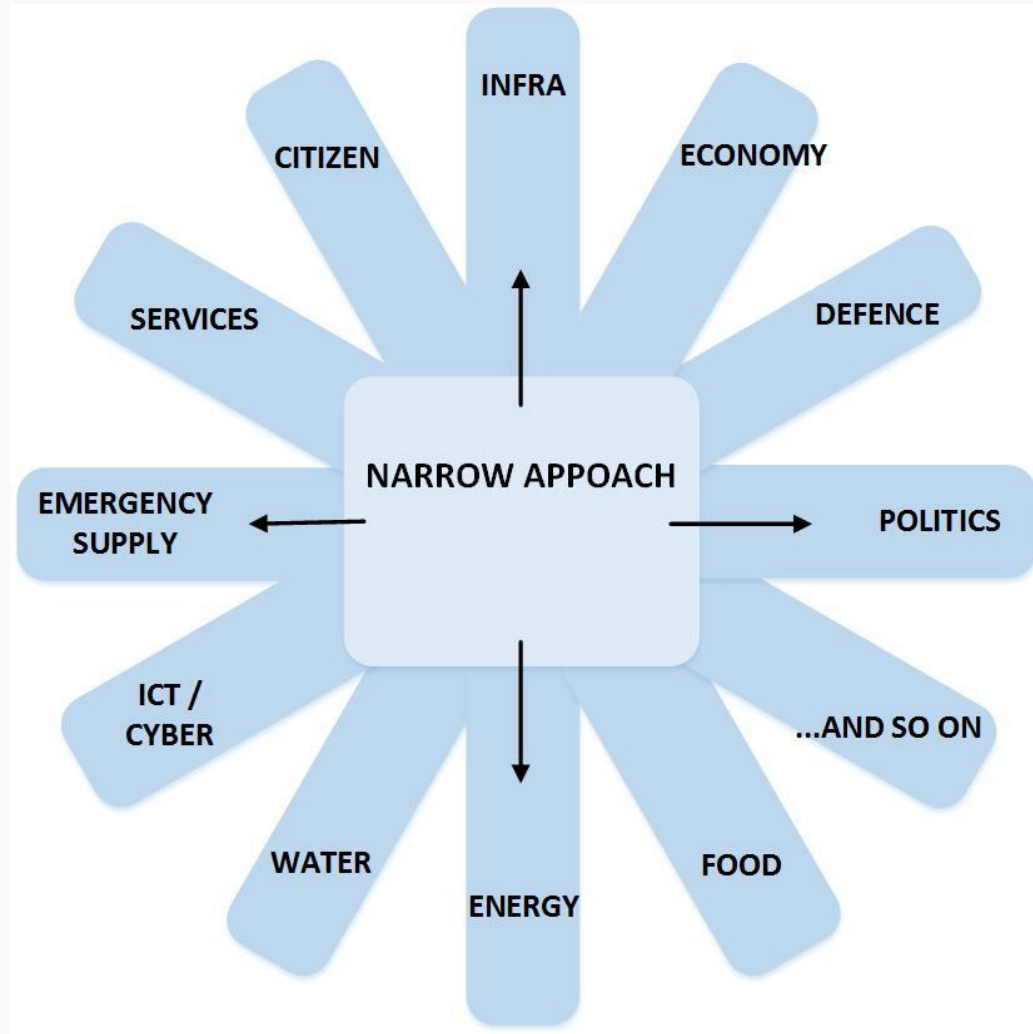 INFRA
CITIZEN
ECONOMY
SERVICES
DEFENCE
NARROW APPOACH
EMERGENCY
SUPPLY
POLITICS
ICT /
CYBER
...AND SO ON
WATER
FOOD
ENERGY